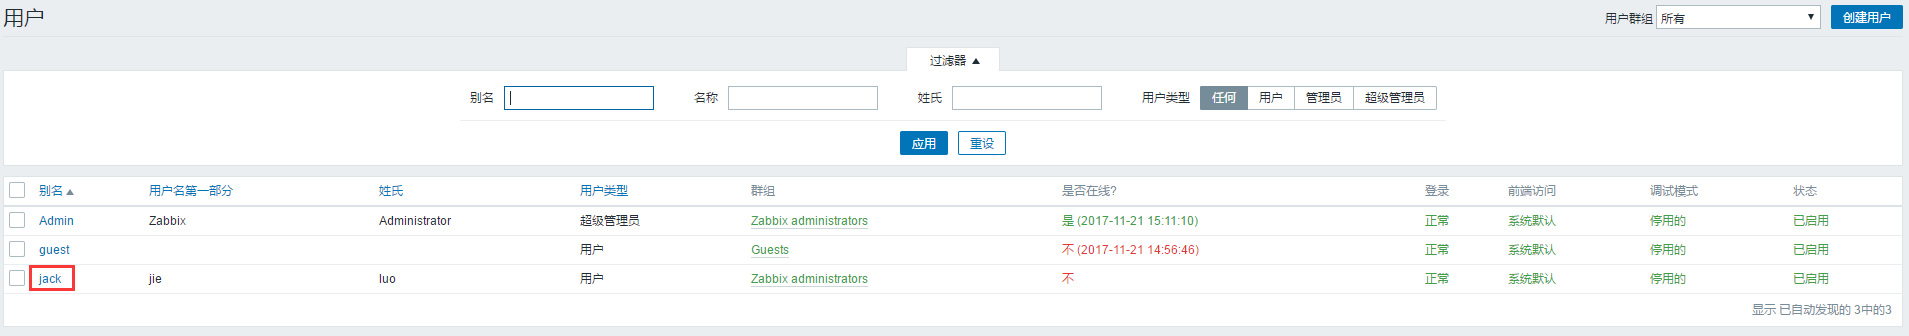 用户 用户群组 所有 创建用户
过滤器
别名 名称 姓氏 用户类型 任何 用户 管理员 超级管理员
应用 重设
别名 用户名第一部分 姓氏 用户类型 群组 是否在线? 登录 前端访问 调试模式 状态
Admin Zabbix Administrator 超级管理员 Zabbix administrators 是 (2017-11-21 15:11:10) 正常 系统默认 停用的 已启用
guest 用户 Guests 不 (2017-11-21 14:56:46) 正常 系统默认 停用的 已启用
jack jie luo 用户 Zabbix administrators 不 正常 系统默认 停用的 已启用
显示 已自动发现的 3中的3